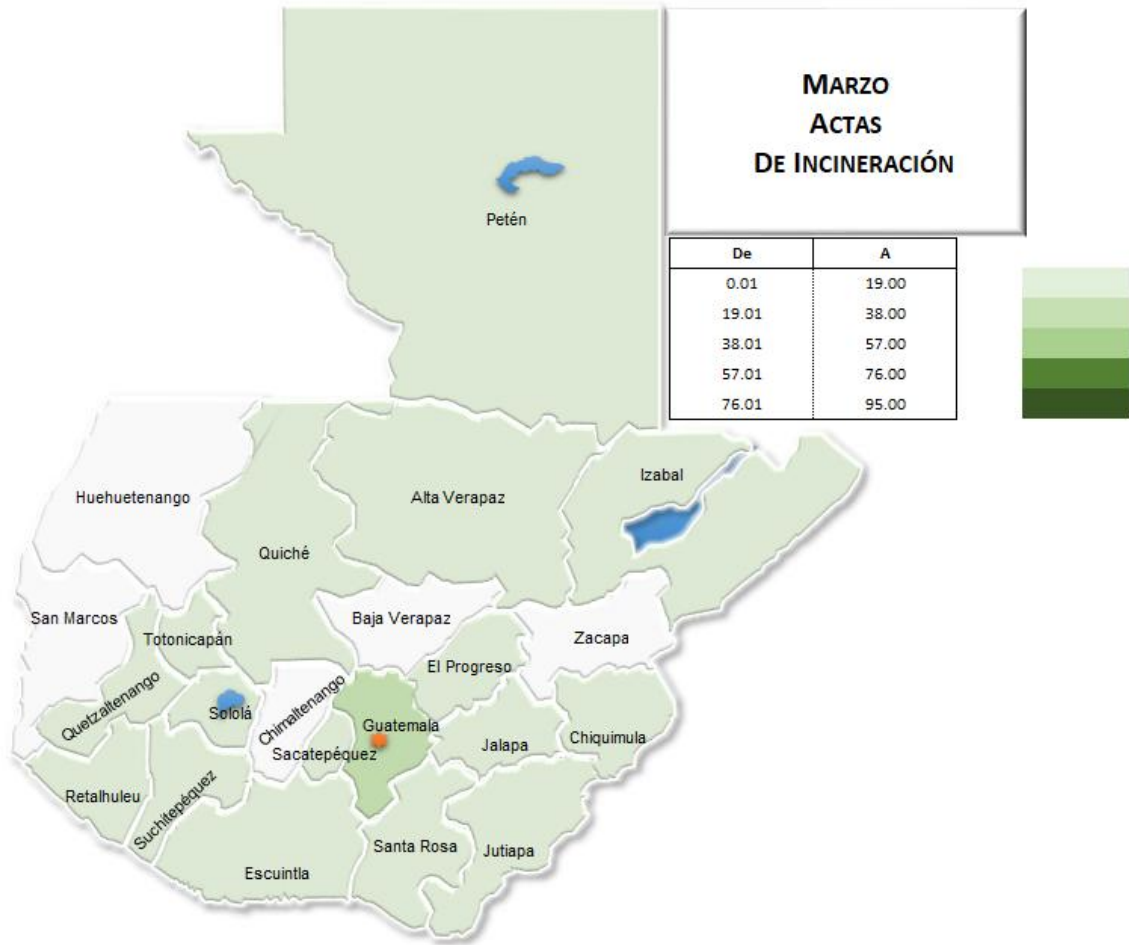 MARZO
ACTAS
DE INCINERACIÓN
De A
0.01 19.00
19.01 38.00
38.01 57.00
57.01 76.00
76.01 95.00
Petén
Izabal
Huehuetenango
Alta Verapaz
Quiché
San Marcos
Baja Verapaz
Totonicapán
Zacapa
El Progreso
Quetzaltenango
Sololá
Chimaltenango
Guatemala
Sacatepéquez
Jalapa
Chiquimula
Retalhuleu
Suchitepéquez
Santa Rosa
Jutiapa
Escuintla